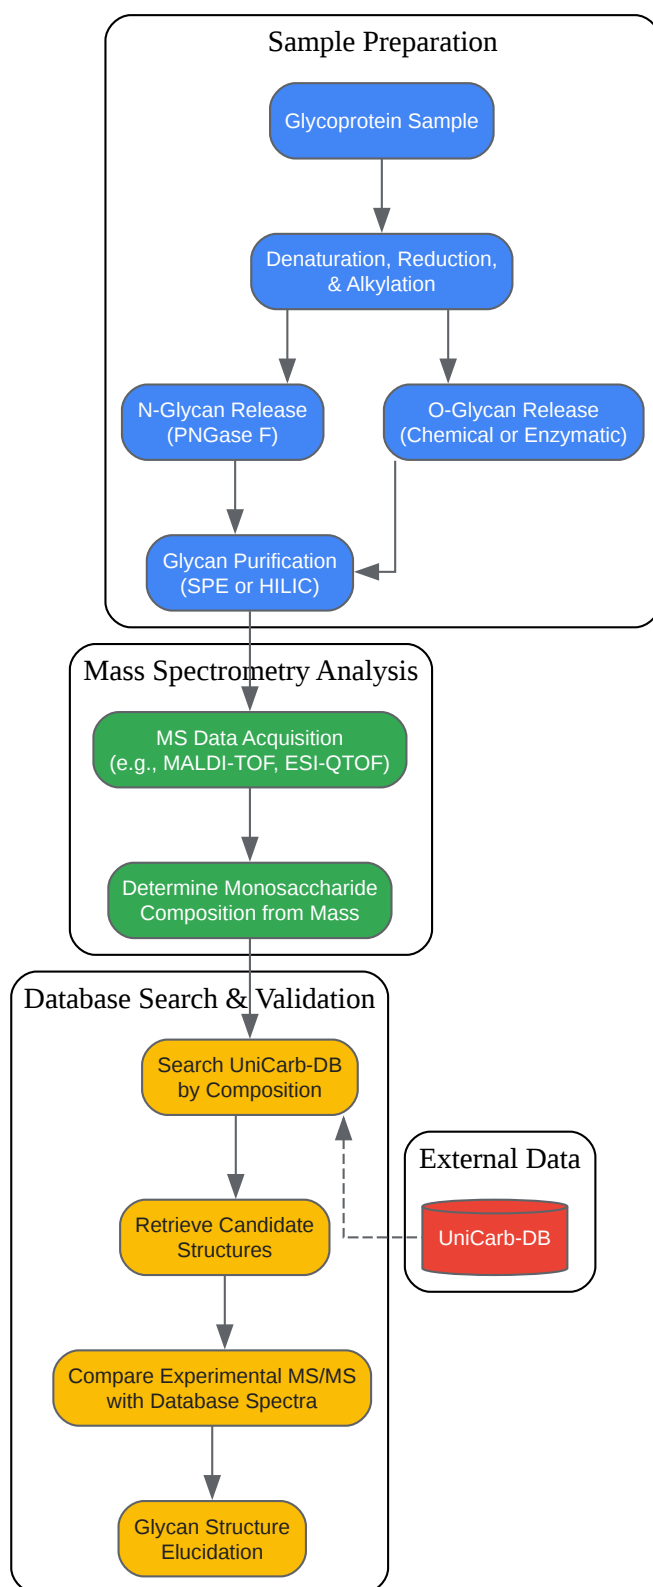 Sample Preparation
Glycoprotein Sample
Denaturation, Reduction,
& Alkylation
N-Glycan Release
(PNGase F)
O-Glycan Release
(Chemical or Enzymatic)
Glycan Purification
(SPE or HILIC)
Mass Spectrometry Analysis
MS Data Acquisition
(e.g., MALDI-TOF, ESI-QTOF)
Determine Monosaccharide
Composition from Mass
Database Search & Validation
Search UniCarb-DB
by Composition
External Data
UniCarb-DB
Retrieve Candidate
Structures
Compare Experimental MS/MS
with Database Spectra
Glycan Structure
Elucidation